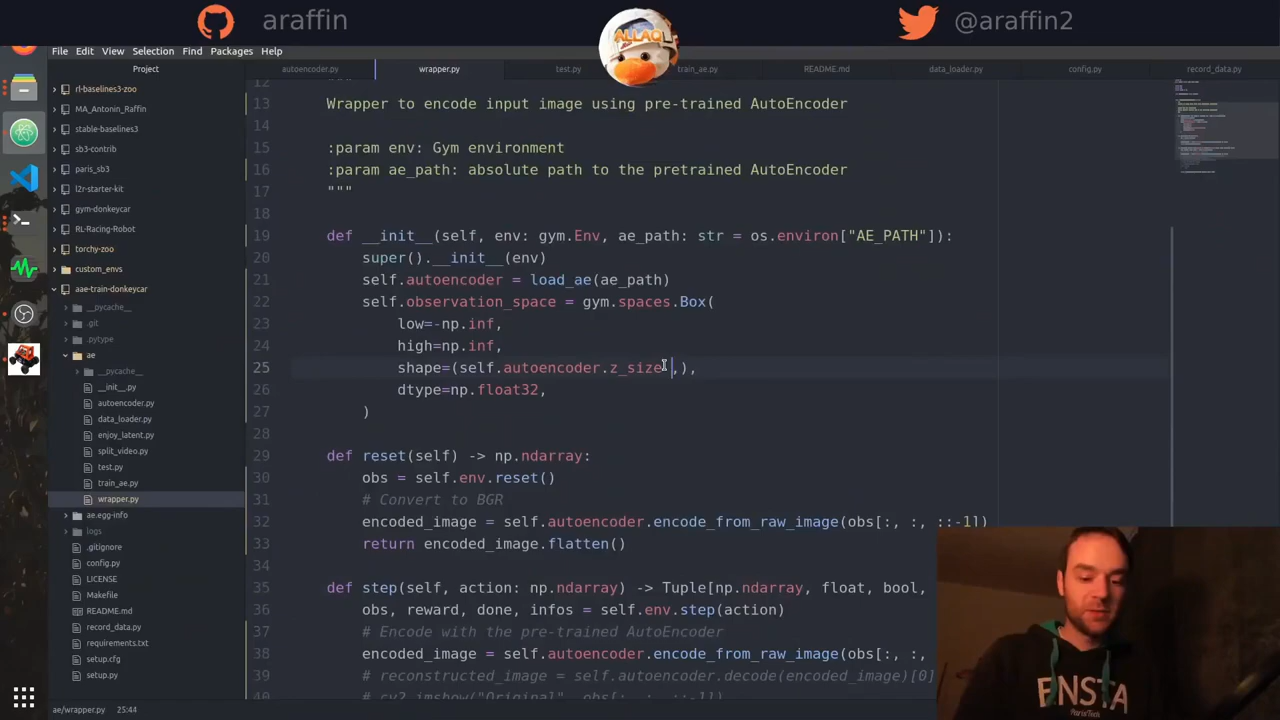 araffin
@araffin2
ALLAQ
File Edit View Selection Find Packages Help
Project
autoencoder.py
wrapper.py
test.py
train_ae.py
README.md
data_loader.py
config.py
record_data.py
rl-baselines3-zoo
MA_Antonin_Raffin
stable-baselines3
sb3-contrib
paris_sb3
l2r-starter-kit
gym-donkeycar
RL-Racing-Robot
torchy-zoo
custom_envs
aae-train-donkeycar
__pycache__
.git
.pytype
ae
__pycache__
__init__.py
autoencoder.py
data_loader.py
enjoy_latent.py
split_video.py
test.py
train_ae.py
wrapper.py
ae.egg-info
logs
.gitignore
config.py
LICENSE
Makefile
README.md
record_data.py
requirements.txt
setup.cfg
setup.py
12 """
13 Wrapper to encode input image using pre-trained AutoEncoder
14
15 :param env: Gym environment
16 :param ae_path: absolute path to the pretrained AutoEncoder
17 """
18
19 def __init__(self, env: gym.Env, ae_path: str = os.environ["AE_PATH"]):
20 super().__init__(env)
21 self.autoencoder = load_ae(ae_path)
22 self.observation_space = gym.spaces.Box(
23 low=-np.inf,
24 high=np.inf,
25 shape=(self.autoencoder.z_size ,),
26 dtype=np.float32,
27 )
28
29 def reset(self) -> np.ndarray:
30 obs = self.env.reset()
31 # Convert to BGR
32 encoded_image = self.autoencoder.encode_from_raw_image(obs[:, :, ::-1])
33 return encoded_image.flatten()
34
35 def step(self, action: np.ndarray) -> Tuple[np.ndarray, float, bool,
36 obs, reward, done, infos = self.env.step(action)
37 # Encode with the pre-trained AutoEncoder
38 encoded_image = self.autoencoder.encode_from_raw_image(obs[:, :,
39 # reconstructed_image = self.autoencoder.decode(encoded_image)[0]
40 # cv2.imshow("Original", obs[:, :, ::-1])
ae/wrapper.py 25:44
ENSTA
ParisTech